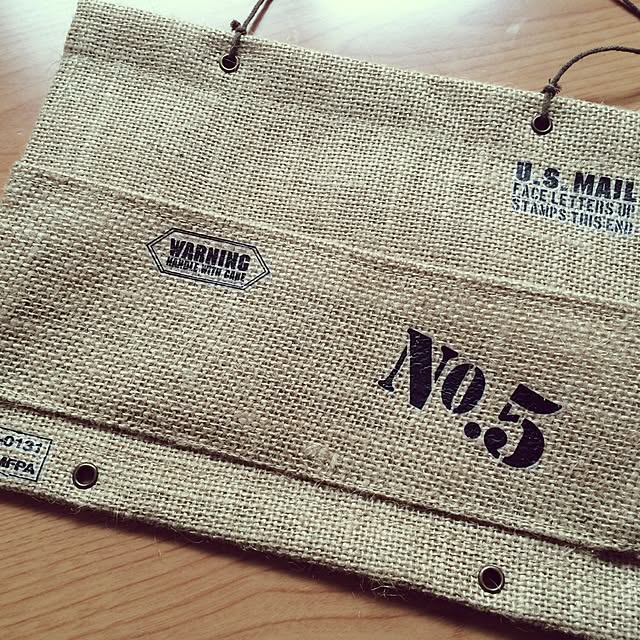 U.S.MAIL
FACE LETTERS UP
STAMPS THIS END
WARNING
HANDLE WITH CARE
No.5
-0131
MFPA